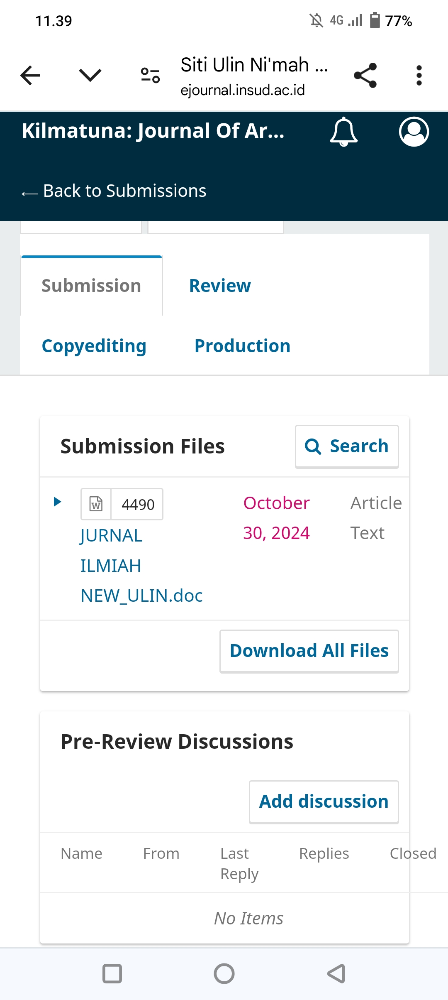 11.39
4G 77%
Siti Ulin Ni'mah ...
ejournal.insud.ac.id
Kilmatuna: Journal Of Ar...
← Back to Submissions
Submission Review
Copyediting Production
Submission Files Search
4490 October Article
JURNAL 30, 2024 Text
ILMIAH
NEW_ULIN.doc
Download All Files
Pre-Review Discussions
Add discussion
Name From Last Replies Closed
Reply
No Items